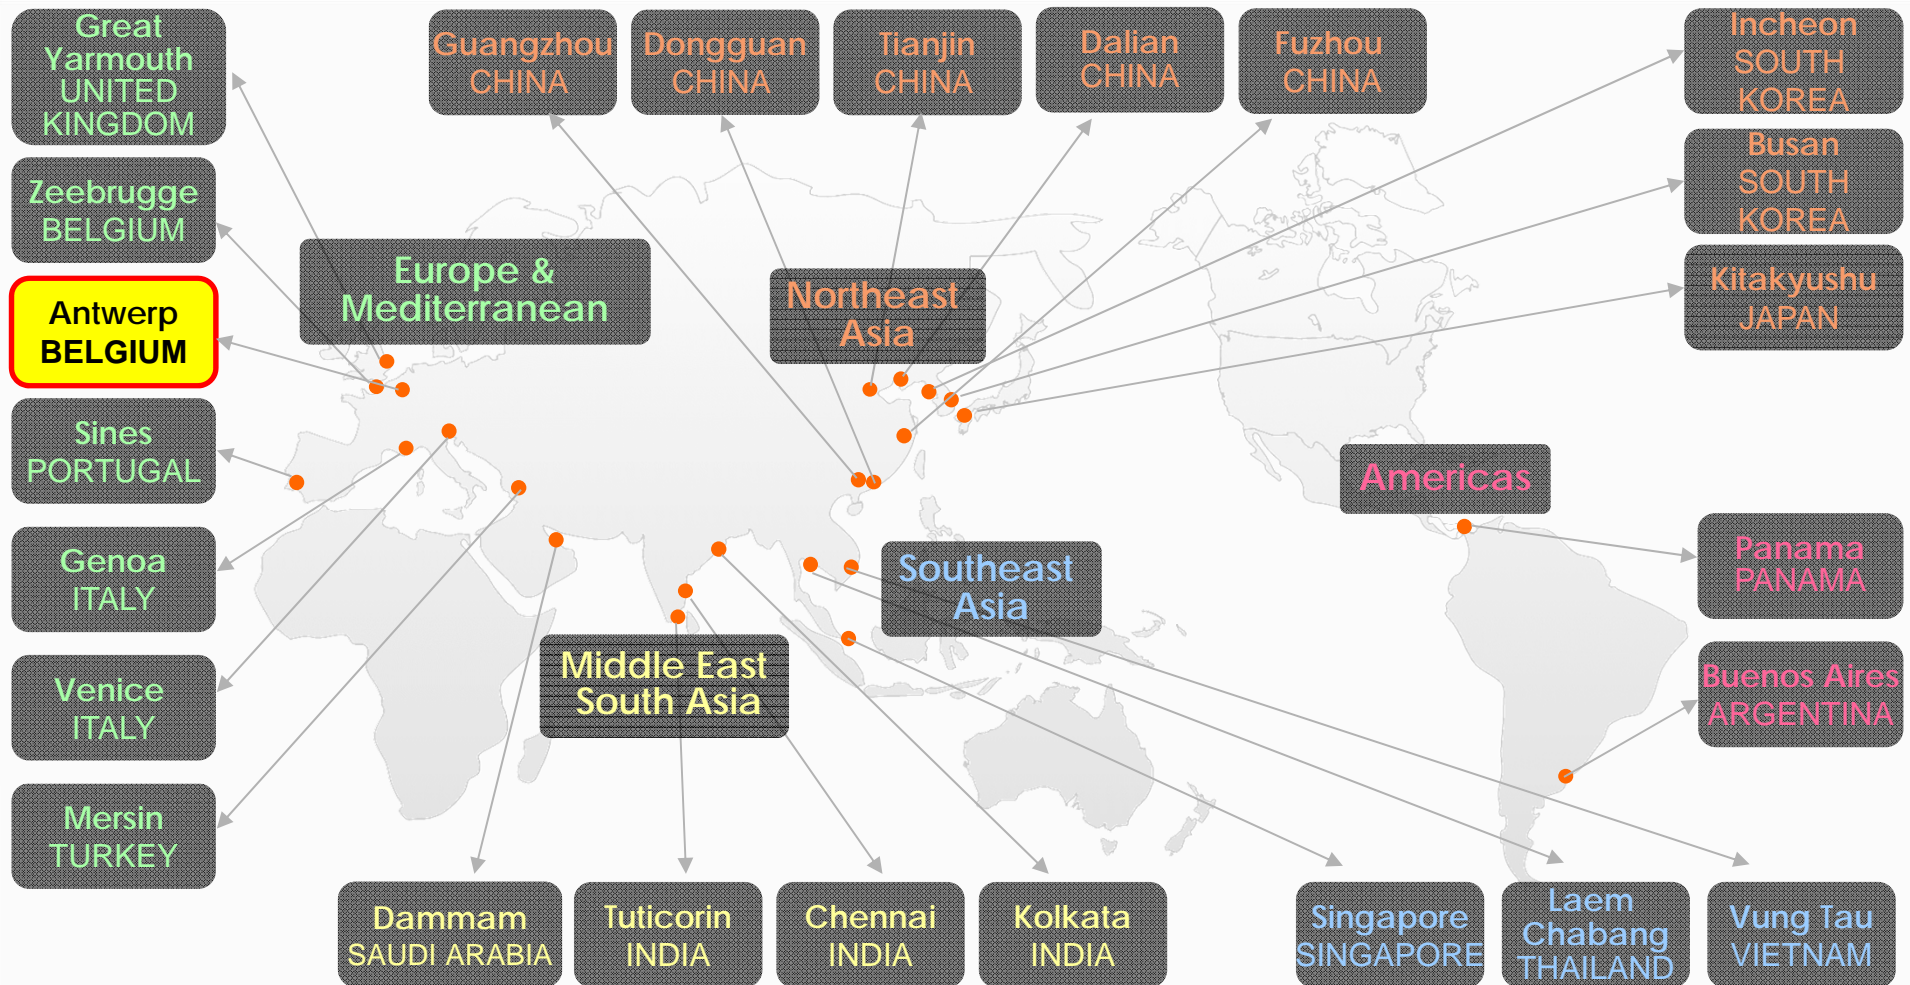 Great
Yarmouth
UNITED
KINGDOM
Guangzhou
CHINA
Dongguan
CHINA
Tianjin
CHINA
Dalian
CHINA
Fuzhou
CHINA
Incheon
SOUTH
KOREA
Zeebrugge
BELGIUM
Busan
SOUTH
KOREA
Europe &
Mediterranean
Northeast
Asia
Kitakyushu
JAPAN
Antwerp
BELGIUM
Sines
PORTUGAL
Americas
Genoa
ITALY
Southeast
Asia
Panama
PANAMA
Venice
ITALY
Middle East
South Asia
Buenos Aires
ARGENTINA
Mersin
TURKEY
Dammam
SAUDI ARABIA
Tuticorin
INDIA
Chennai
INDIA
Kolkata
INDIA
Singapore
SINGAPORE
Laem
Chabang
THAILAND
Vung Tau
VIETNAM